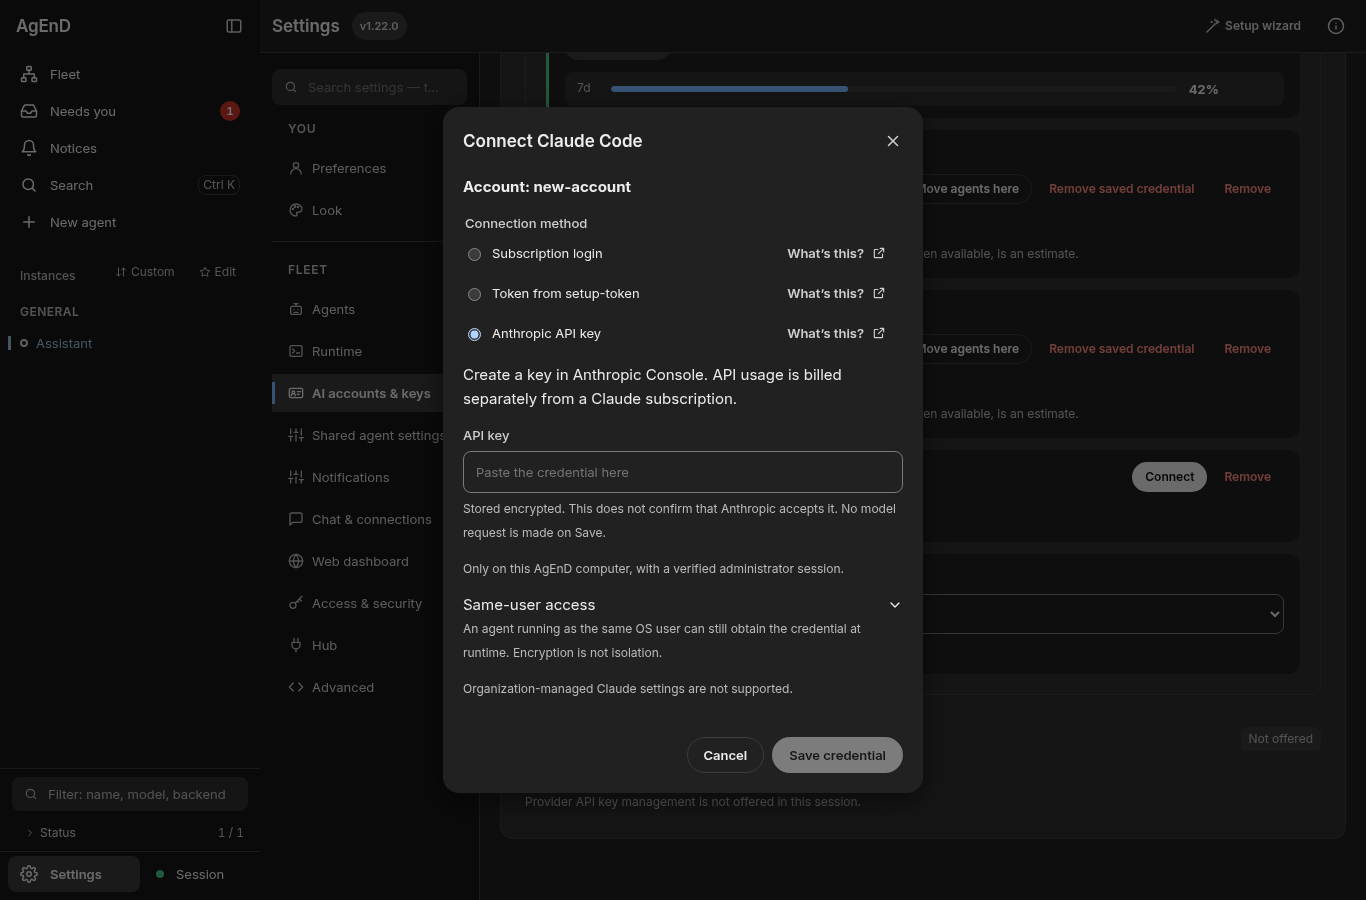 AgEnD
Fleet
Needs you
1
Notices
Search
Ctrl K
New agent
Instances
Custom
Edit
GENERAL
Assistant
Filter: name, model, backend
Status
1 / 1
Settings
Session
Settings
v1.22.0
Setup wizard
Search settings — t...
YOU
Preferences
Look
FLEET
Agents
Runtime
AI accounts & keys
Shared agent settings
Notifications
Chat & connections
Web dashboard
Access & security
Hub
Advanced
7d
42%
Move agents here
Remove saved credential
Remove
en available, is an estimate.
Move agents here
Remove saved credential
Remove
en available, is an estimate.
Connect
Remove
Not offered
Provider API key management is not offered in this session.
Connect Claude Code
Account: new-account
Connection method
Subscription login
What's this?
Token from setup-token
What's this?
Anthropic API key
What's this?
Create a key in Anthropic Console. API usage is billed
separately from a Claude subscription.
API key
Paste the credential here
Stored encrypted. This does not confirm that Anthropic accepts it. No model
request is made on Save.
Only on this AgEnD computer, with a verified administrator session.
Same-user access
An agent running as the same OS user can still obtain the credential at
runtime. Encryption is not isolation.
Organization-managed Claude settings are not supported.
Cancel
Save credential